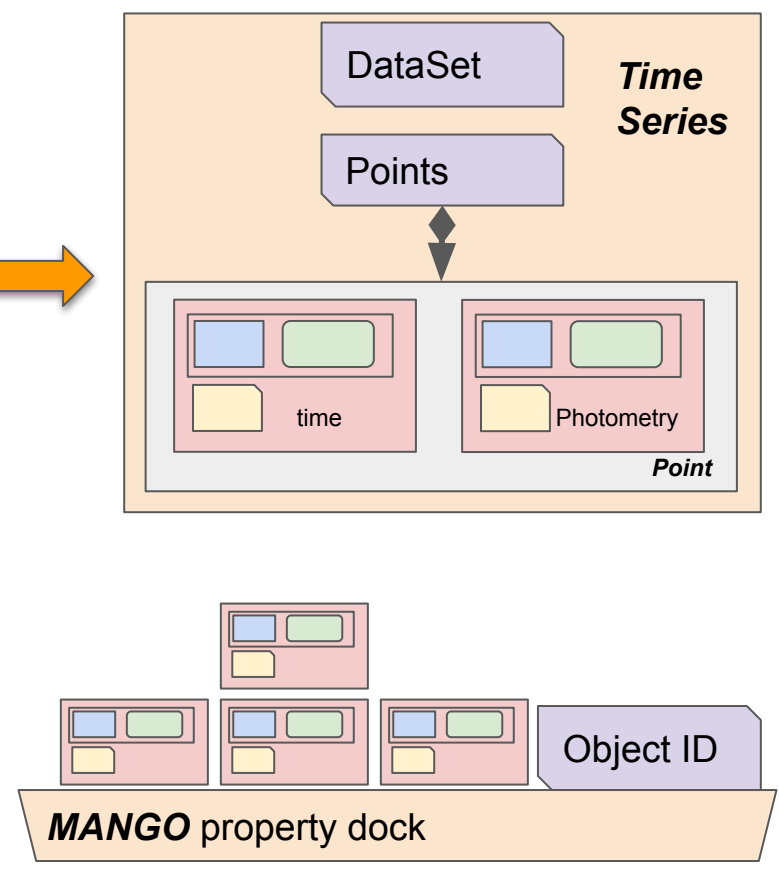 DataSet
Time
Series
Points
time
Photometry
Point
Object ID
MANGO property dock